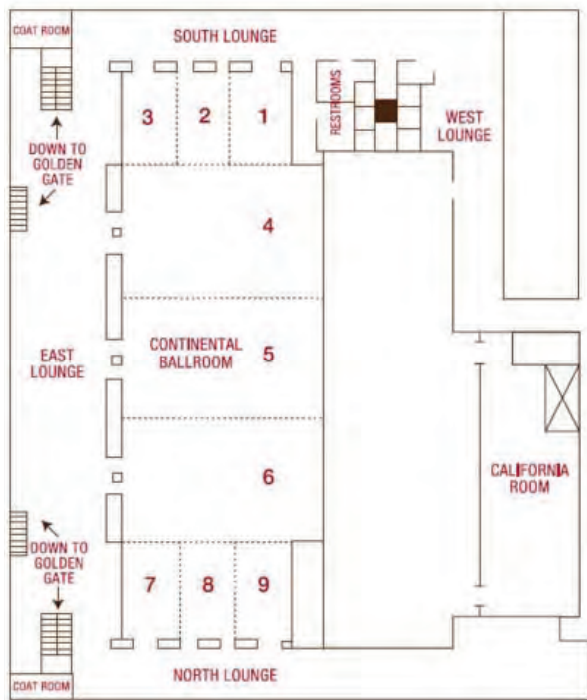 COAT ROOM
SOUTH LOUNGE
RESTROOMS
WEST
LOUNGE
3
2
1
DOWN TO
GOLDEN
GATE
4
EAST
LOUNGE
CONTINENTAL
BALLROOM
5
6
CALIFORNIA
ROOM
DOWN TO
GOLDEN
GATE
7
8
9
NORTH LOUNGE
COAT ROOM